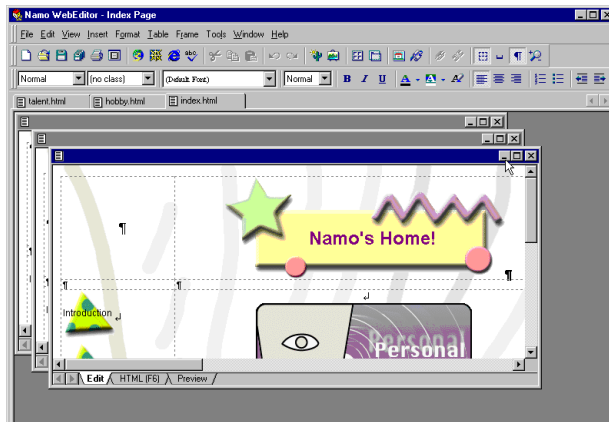 Namo WebEditor - Index Page
File Edit View Insert Format Table Frame Tools Window Help
Normal (no class) (Default Font) Normal B I U A A A
talent.html hobby.html index.html
Namo's Home!
Introduction
Personal
Personal
Edit HTML (F6) Preview